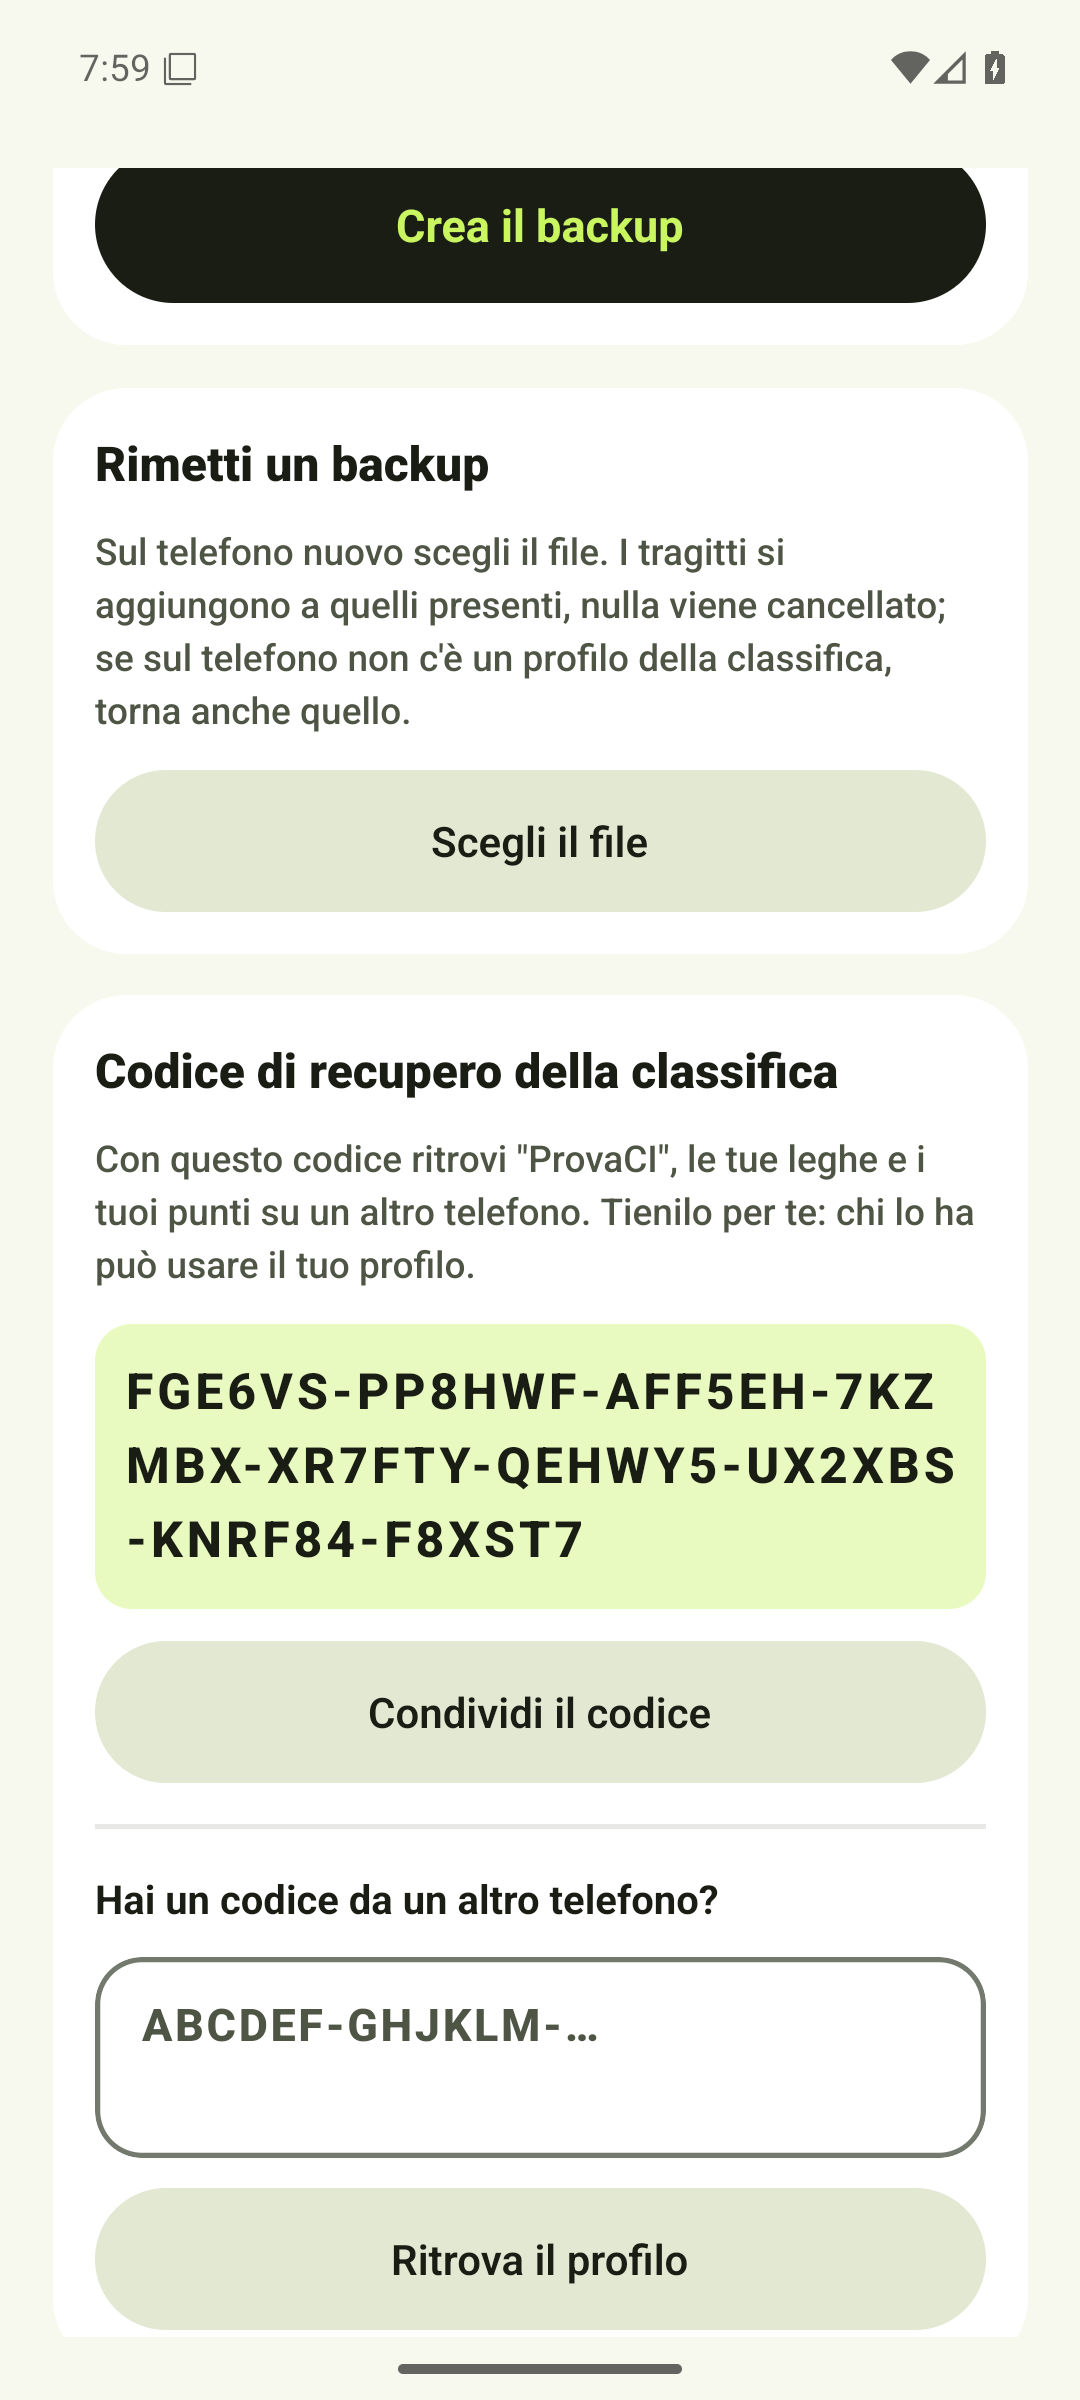 7:59
Crea il backup
Rimetti un backup
Sul telefono nuovo scegli il file. I tragitti si
aggiungono a quelli presenti, nulla viene cancellato;
se sul telefono non c'è un profilo della classifica,
torna anche quello.
Scegli il file
Codice di recupero della classifica
Con questo codice ritrovi "ProvaCI", le tue leghe e i
tuoi punti su un altro telefono. Tienilo per te: chi lo ha
può usare il tuo profilo.
FGE6VS-PP8HWF-AFF5EH-7KZ
MBX-XR7FTY-QEHWY5-UX2XBS
-KNRF84-F8XST7
Condividi il codice
Hai un codice da un altro telefono?
ABCDEF-GHJKLM-…
Ritrova il profilo